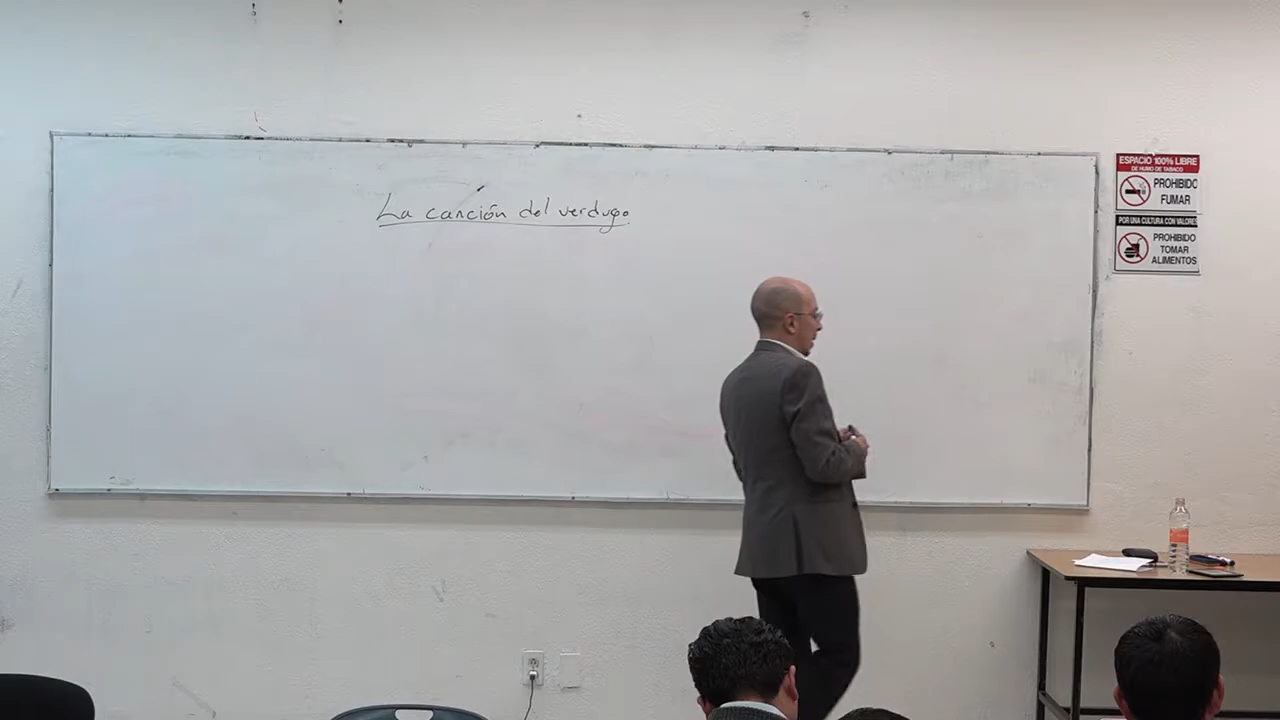 La canción del verdugo
ESPACIO 100% LIBRE
DE HUMO DE TABACO
PROHIBIDO
FUMAR
POR UNA CULTURA CON VALORES
PROHIBIDO
TOMAR
ALIMENTOS